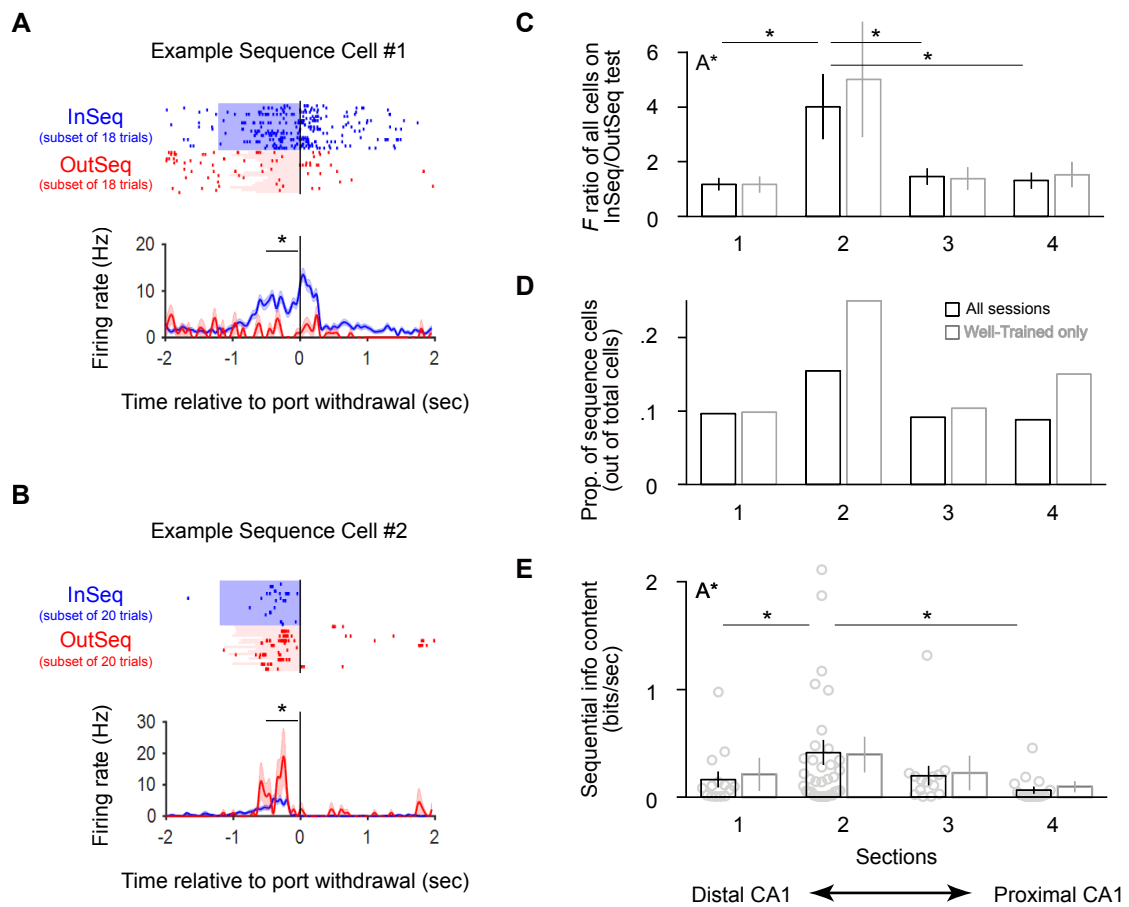 A
Example Sequence Cell #1
InSeq
(subset of 18 trials)
OutSeq
(subset of 18 trials)
Firing rate (Hz)
20
10
0
*
-2 -1 0 1 2
Time relative to port withdrawal (sec)
B
Example Sequence Cell #2
InSeq
(subset of 20 trials)
OutSeq
(subset of 20 trials)
Firing rate (Hz)
30
20
10
0
*
-2 -1 0 1 2
Time relative to port withdrawal (sec)
C
F ratio of all cells on
InSeq/OutSeq test
6
4
2
0
A*
* *
*
1 2 3 4
D
Prop. of sequence cells
(out of total cells)
.2
.1
0
All sessions
Well-Trained only
1 2 3 4
E
Sequential info content
(bits/sec)
2
1
0
A*
* *
1 2 3 4
Sections
Distal CA1 Proximal CA1